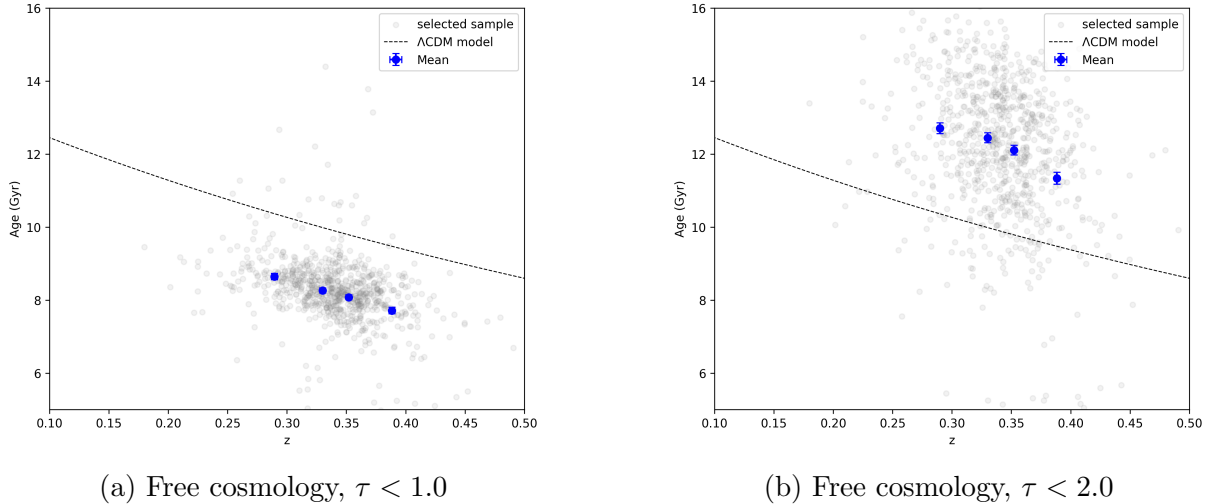 16
14
12
10
8
6
Age (Gyr)
selected sample
ΛCDM model
Mean
0.10 0.15 0.20 0.25 0.30 0.35 0.40 0.45 0.50
z
(a) Free cosmology, τ < 1.0
16
14
12
10
8
6
Age (Gyr)
selected sample
ΛCDM model
Mean
0.10 0.15 0.20 0.25 0.30 0.35 0.40 0.45 0.50
z
(b) Free cosmology, τ < 2.0